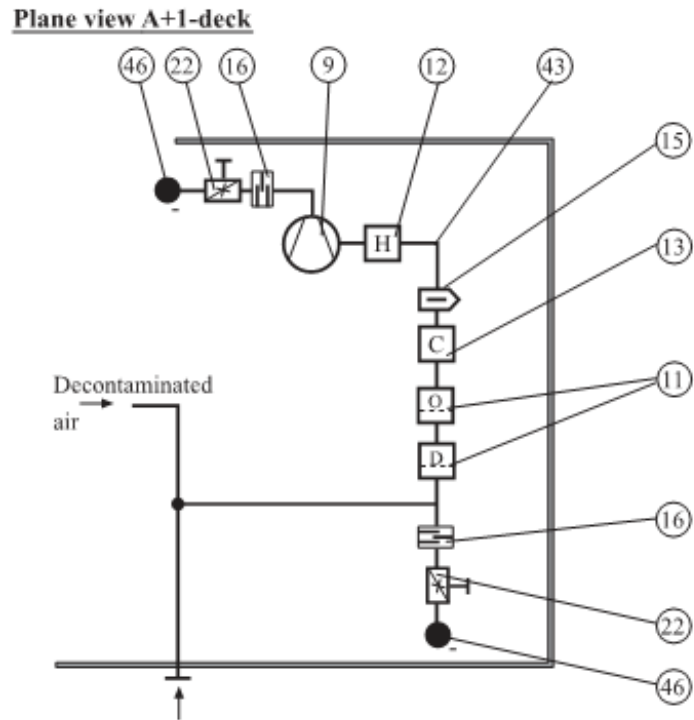 Plane view A+1-deck
46 22 16 9 12 43
15
H
13
C
Decontaminated
air
O
11
D
16
22
-
-
46